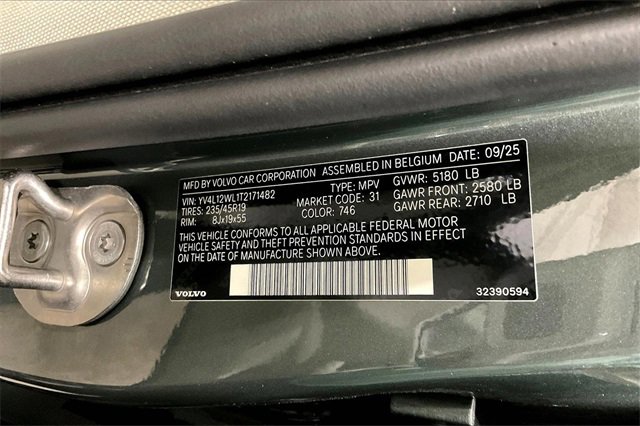 MFD BY VOLVO CAR CORPORATION ASSEMBLED IN BELGIUM DATE: 09/25
VIN: YV4L12WL1T2171482 TYPE: MPV GVWR: 5180 LB
TIRES: 235/45R19 MARKET CODE: 31 GAWR FRONT: 2580 LB
RIM: 8Jx19x55 COLOR: 746 GAWR REAR: 2710 LB
THIS VEHICLE CONFORMS TO ALL APPLICABLE FEDERAL MOTOR
VEHICLE SAFETY AND THEFT PREVENTION STANDARDS IN EFFECT
ON THE DATE OF MANUFACTURE SHOWN ABOVE.
VOLVO 32390594